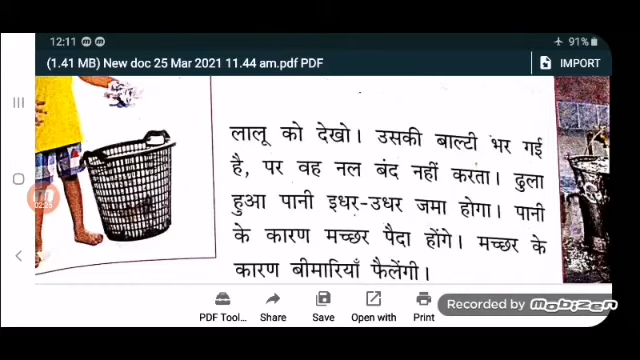 12:11 91%
(1.41 MB) New doc 25 Mar 2021 11.44 am.pdf PDF IMPORT
लालू को देखो। उसकी बाल्टी भर गई
है, पर वह नल बंद नहीं करता। ढुला
हुआ पानी इधर-उधर जमा होगा। पानी
के कारण मच्छर पैदा होंगे। मच्छर के
कारण बीमारियाँ फैलेंगी।
02:25
PDF Tool... Share Save Open with Print
Recorded by MOBIZEN